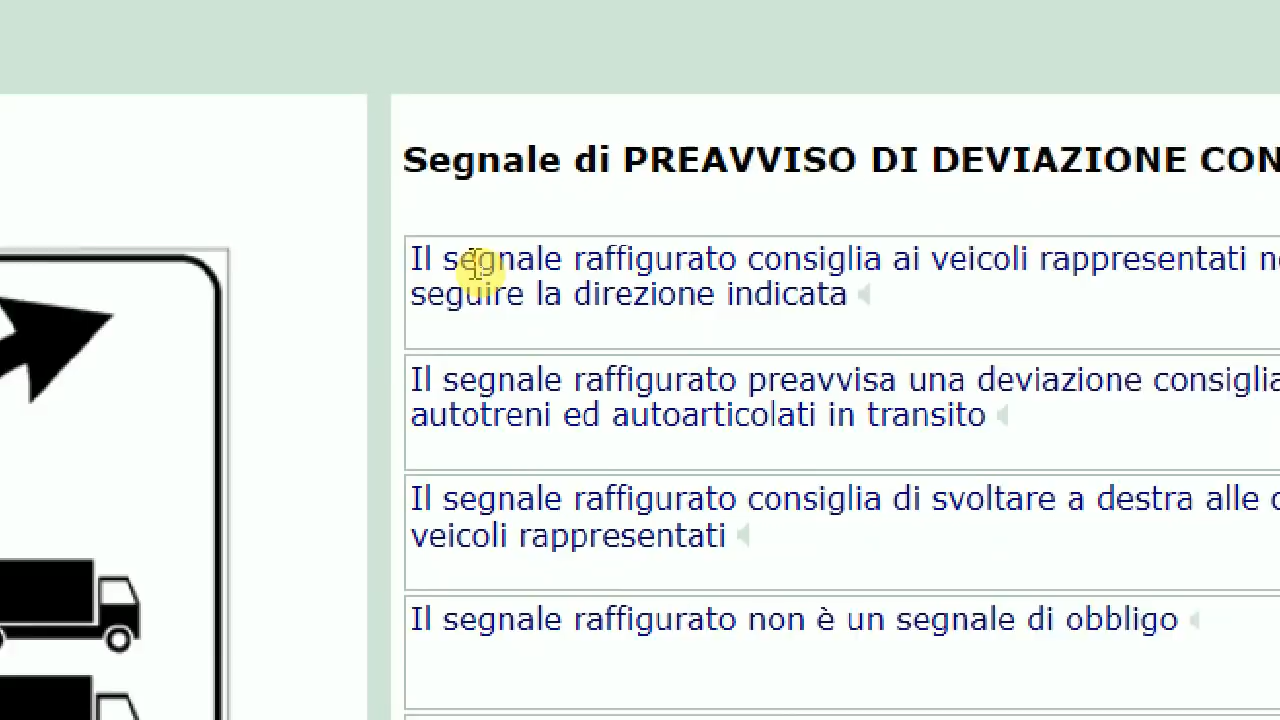 Segnale di PREAVVISO DI DEVIAZIONE CON
Il segnale raffigurato consiglia ai veicoli rappresentati
seguire la direzione indicata
Il segnale raffigurato preavvisa una deviazione
autotreni ed autoarticolati in transito
Il segnale raffigurato consiglia di svoltare a destra alle
veicoli rappresentati
Il segnale raffigurato non è un segnale di obbligo